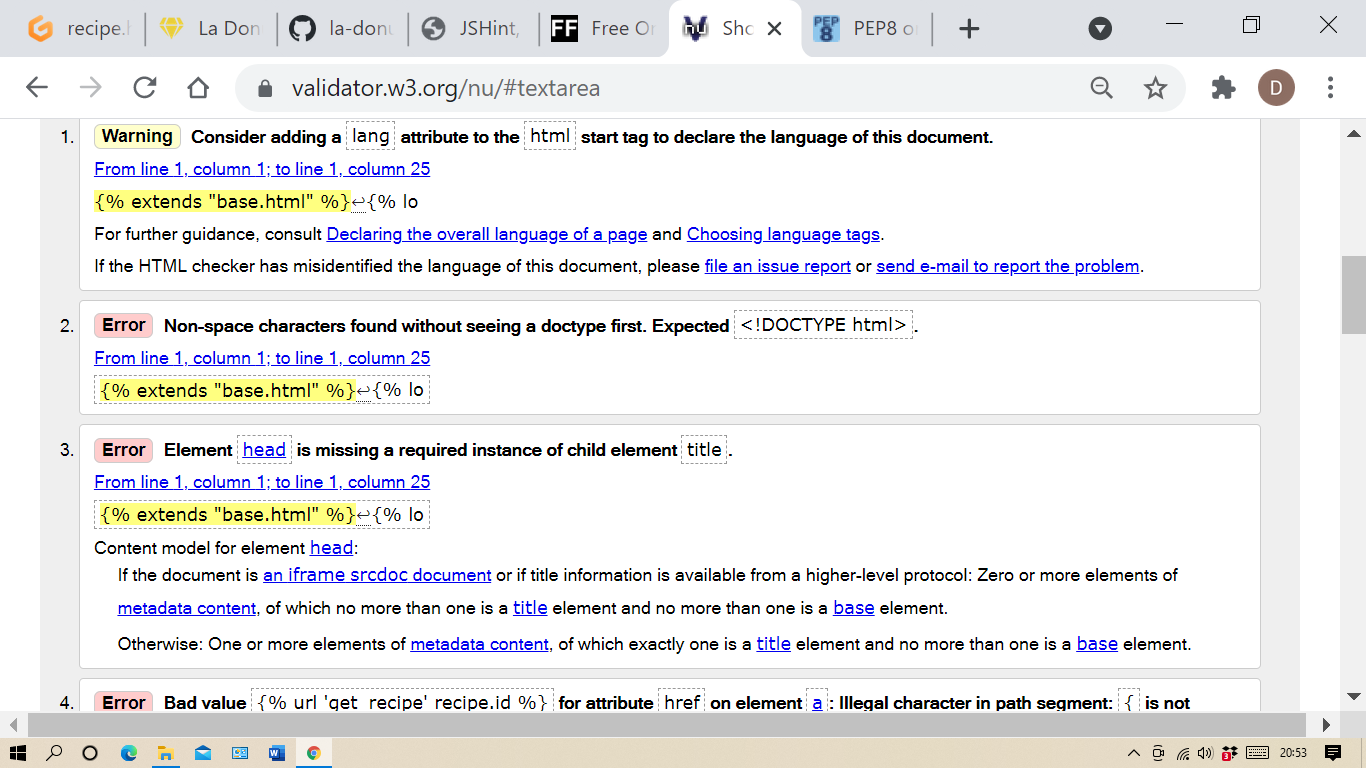 recipe.h
La Don
la-donu
JSHint,
FF Free O
Sho
PEP 8 PEP8 o
validator.w3.org/nu/#textarea
D
1. Warning Consider adding a lang attribute to the html start tag to declare the language of this document.
From line 1, column 1; to line 1, column 25
{% extends "base.html" %}↩{% lo
For further guidance, consult Declaring the overall language of a page and Choosing language tags.
If the HTML checker has misidentified the language of this document, please file an issue report or send e-mail to report the problem.
2. Error Non-space characters found without seeing a doctype first. Expected <!DOCTYPE html>.
From line 1, column 1; to line 1, column 25
{% extends "base.html" %}↩{% lo
3. Error Element head is missing a required instance of child element title.
From line 1, column 1; to line 1, column 25
{% extends "base.html" %}↩{% lo
Content model for element head:
If the document is an iframe srcdoc document or if title information is available from a higher-level protocol: Zero or more elements of
metadata content, of which no more than one is a title element and no more than one is a base element.
Otherwise: One or more elements of metadata content, of which exactly one is a title element and no more than one is a base element.
4. Error Bad value {% url 'get_recipe' recipe.id %} for attribute href on element a: Illegal character in path segment: { is not
20:53